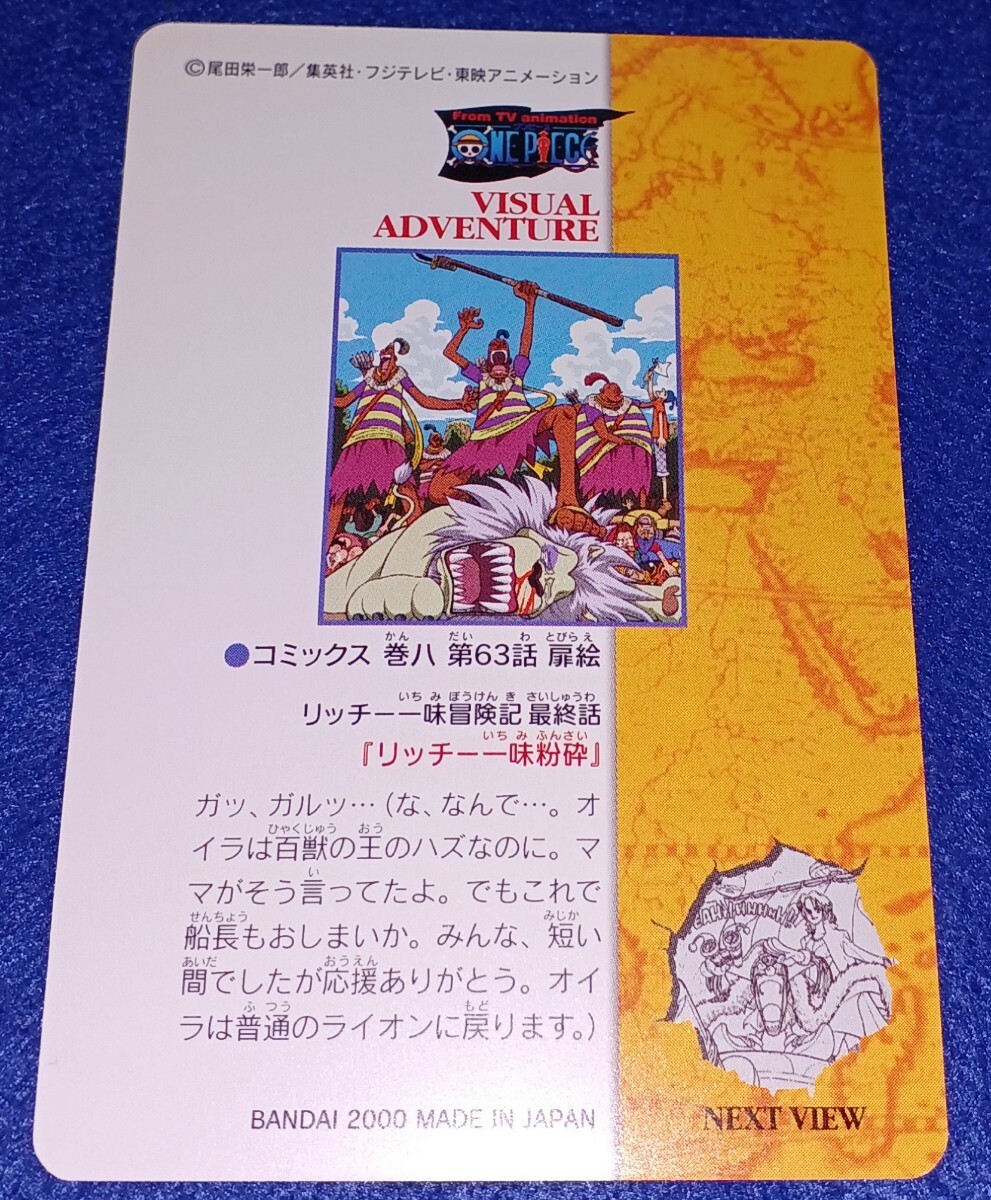 ©尾田栄一郎／集英社・フジテレビ・東映アニメーション
From TV animation
ONE PIECE
VISUAL
ADVENTURE
●コミックス 巻八 第63話 扉絵
リッチー一味冒険記 最終話
『リッチー一味粉砕』
ガッ、ガルッ…（な、なんで…。オ
イラは百獣の王のハズなのに。マ
マがそう言ってたよ。でもこれで
船長もおしまいか。みんな、短い
間でしたが応援ありがとう。オイ
ラは普通のライオンに戻ります。）
BANDAI 2000 MADE IN JAPAN
NEXT VIEW